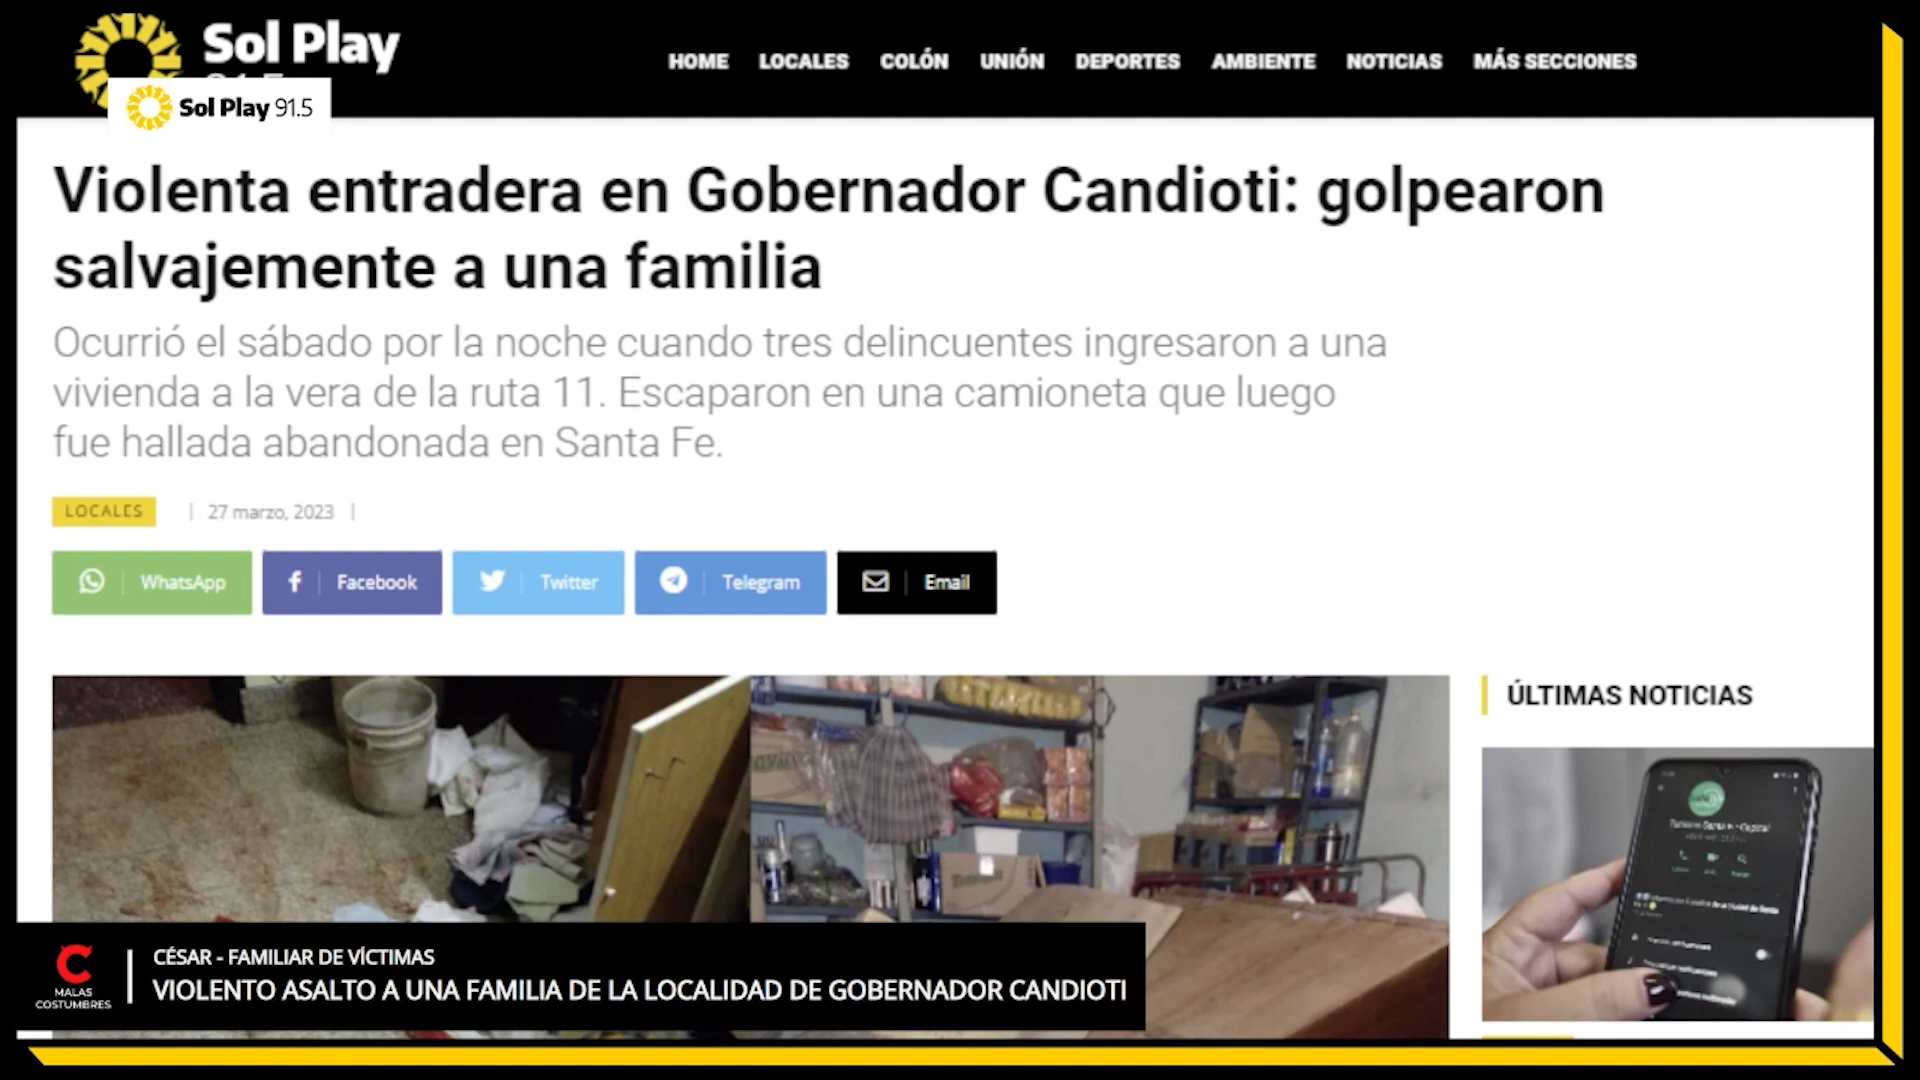 Sol Play
Sol Play 91.5
HOME LOCALES COLÓN UNIÓN DEPORTES AMBIENTE NOTICIAS MÁS SECCIONES
Violenta entradera en Gobernador Candioti: golpearon
salvajemente a una familia
Ocurrió el sábado por la noche cuando tres delincuentes ingresaron a una
vivienda a la vera de la ruta 11. Escaparon en una camioneta que luego
fue hallada abandonada en Santa Fe.
LOCALES | 27 marzo, 2023 |
WhatsApp Facebook Twitter Telegram Email
ÚLTIMAS NOTICIAS
CÉSAR - FAMILIAR DE VÍCTIMAS
VIOLENTO ASALTO A UNA FAMILIA DE LA LOCALIDAD DE GOBERNADOR CANDIOTI
MALAS
COSTUMBRES